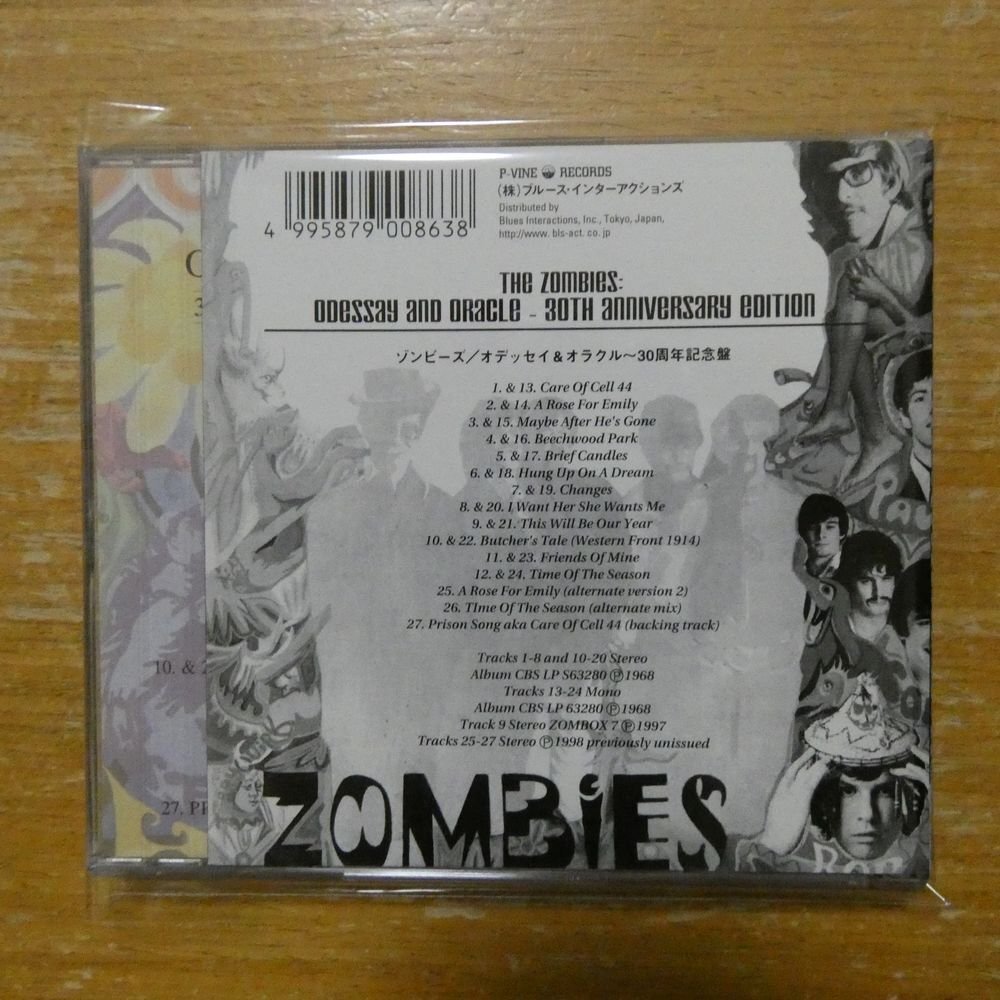 P-VINE RECORDS
(株)ブルース・インターアクションズ
Distributed by
Blues Interactions, Inc., Tokyo, Japan,
http://www. bls-act. co. jp
4 995879 008638
THE ZOMBIES:
ODESSAY AND ORACLE - 30TH ANNIVERSARY EDITION
ゾンビーズ/オデッセイ&オラクル〜30周年記念盤
1. & 13. Care Of Cell 44
2. & 14. A Rose For Emily
3. & 15. Maybe After He's Gone
4. & 16. Beechwood Park
5. & 17. Brief Candles
6. & 18. Hung Up On A Dream
7. & 19. Changes
8. & 20. I Want Her She Wants Me
9. & 21. This Will Be Our Year
10. & 22. Butcher's Tale (Western Front 1914)
11. & 23. Friends Of Mine
12. & 24. Time Of The Season
25. A Rose For Emily (alternate version 2)
26. TIme Of The Season (alternate mix)
27. Prison Song aka Care Of Cell 44 (backing track)
Tracks 1-8 and 10-20 Stereo
Album CBS LP S63280 Ⓟ1968
Tracks 13-24 Mono
Album CBS LP 63280 Ⓟ1968
Track 9 Stereo ZOMBOX 7 Ⓟ1997
Tracks 25-27 Stereo Ⓟ1998 previously unissued
ZOMBiES
10. & 2
27. PR